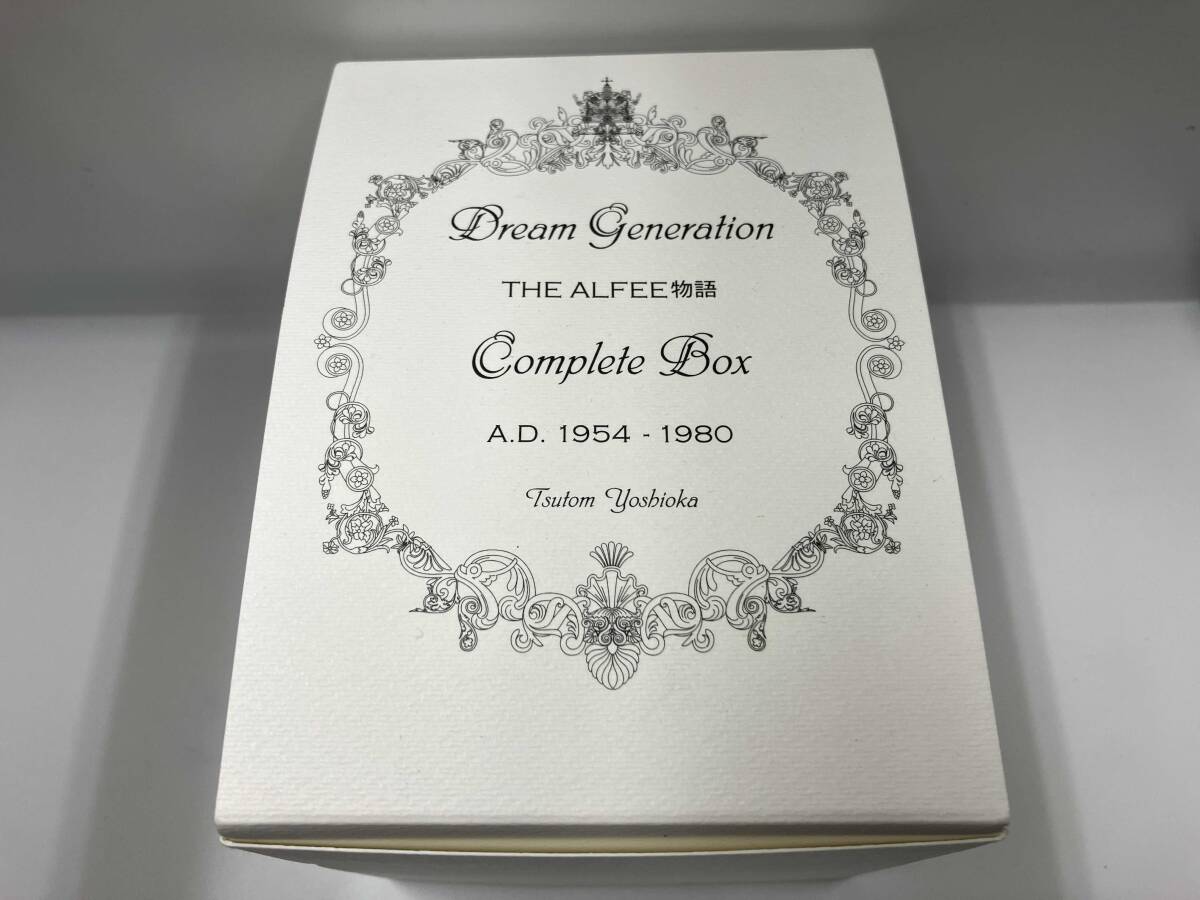 Dream Generation
THE ALFEE物語
Complete Box
A.D. 1954 - 1980
Tsutom Yoshioka